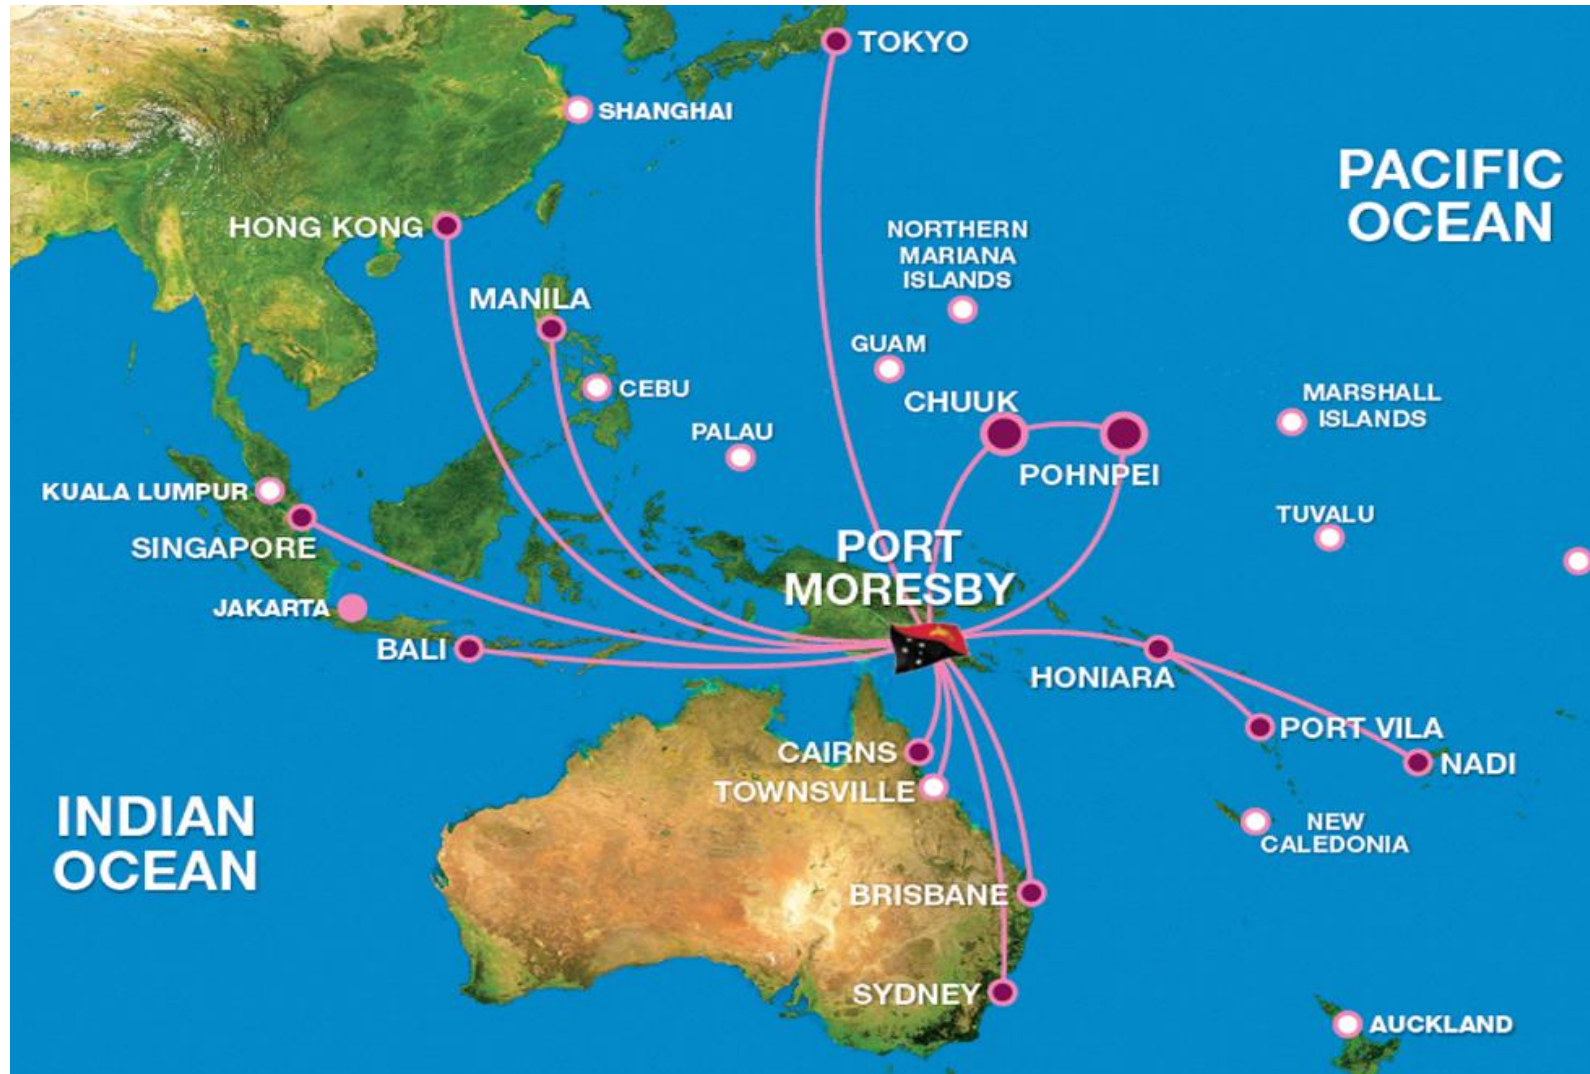 TOKYO
SHANGHAI
PACIFIC
OCEAN
HONG KONG
NORTHERN
MARIANA
ISLANDS
MANILA
GUAM
CEBU
CHUUK
MARSHALL
ISLANDS
PALAU
POHNPEI
KUALA LUMPUR
TUVALU
SINGAPORE
PORT
MORESBY
JAKARTA
BALI
HONIARA
PORT VILA
CAIRNS
NADI
TOWNSVILLE
INDIAN
OCEAN
NEW
CALEDONIA
BRISBANE
SYDNEY
AUCKLAND